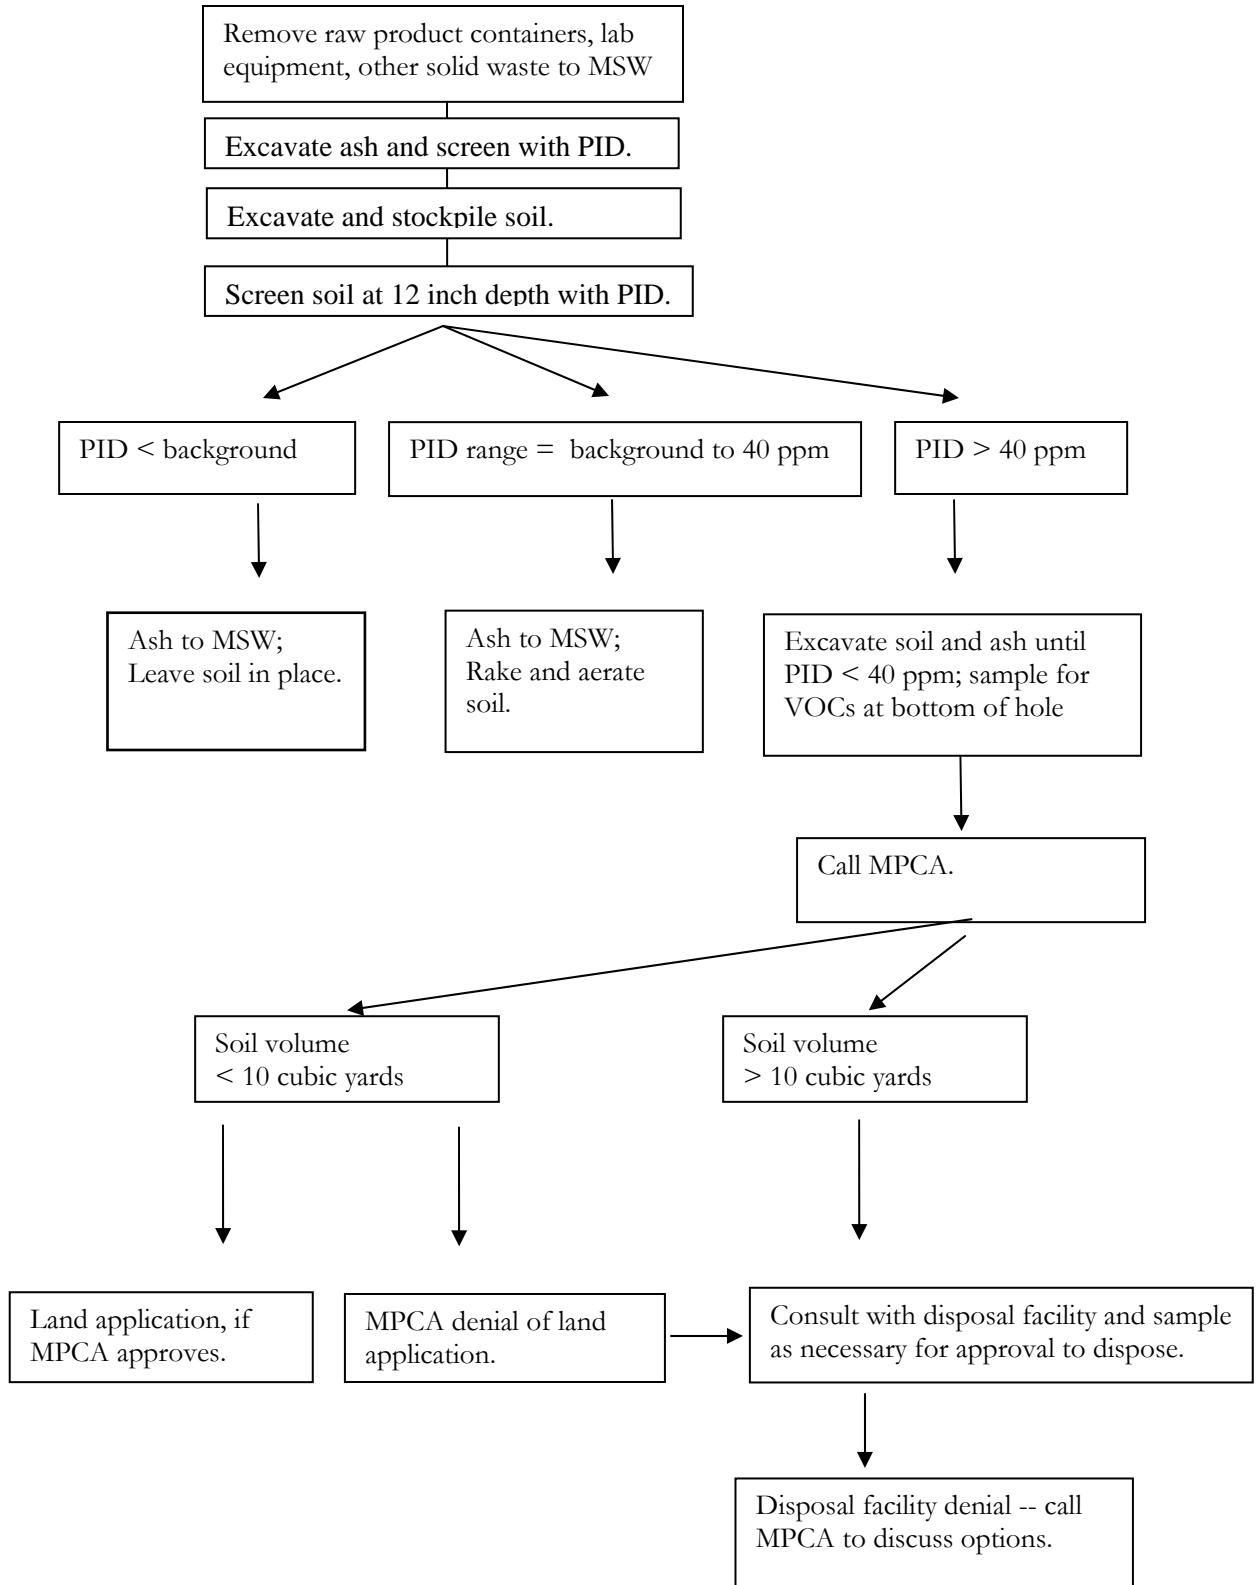 Remove raw product containers, lab
equipment, other solid waste to MSW
Excavate ash and screen with PID.
Excavate and stockpile soil.
Screen soil at 12 inch depth with PID.
PID < background
PID range =  background to 40 ppm
PID > 40 ppm
Ash to MSW;
Leave soil in place.
Ash to MSW;
Rake and aerate
soil.
Excavate soil and ash until
PID < 40 ppm; sample for
VOCs at bottom of hole
Call MPCA.
Soil volume
< 10 cubic yards
Soil volume
> 10 cubic yards
Land application, if
MPCA approves.
MPCA denial of land
application.
Consult with disposal facility and sample
as necessary for approval to dispose.
Disposal facility denial -- call
MPCA to discuss options.